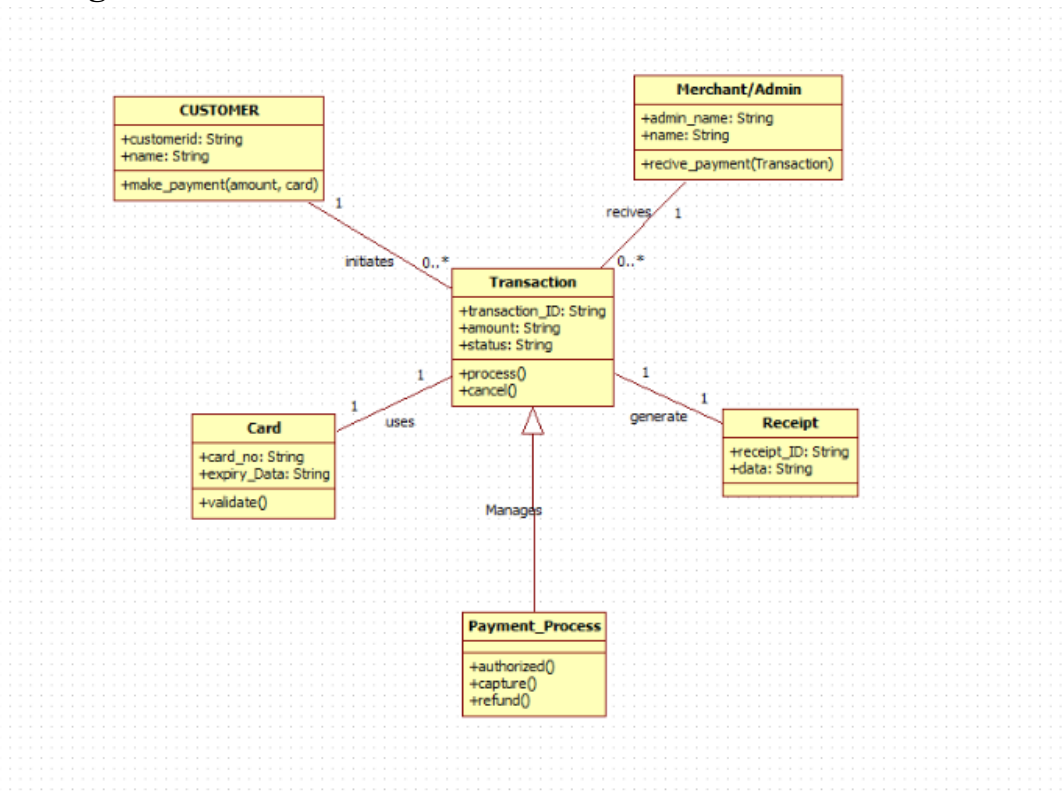 CUSTOMER
+customerid: String
+name: String
+make_payment(amount, card)
Merchant/Admin
+admin_name: String
+name: String
+recive_payment(Transaction)
1
initiates
0..*
recives
1
0..*
Transaction
+transaction_ID: String
+amount: String
+status: String
+process()
+cancel()
1
uses
1
Card
+card_no: String
+expiry_Data: String
+validate()
1
generate
1
Receipt
+receipt_ID: String
+data: String
Manages
Payment_Process
+authorized()
+capture()
+refund()